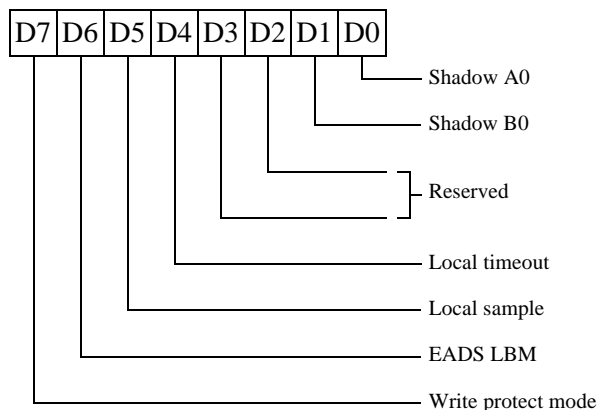 D7 D6 D5 D4 D3 D2 D1 D0
Shadow A0
Shadow B0
Reserved
Local timeout
Local sample
EADS LBM
Write protect mode